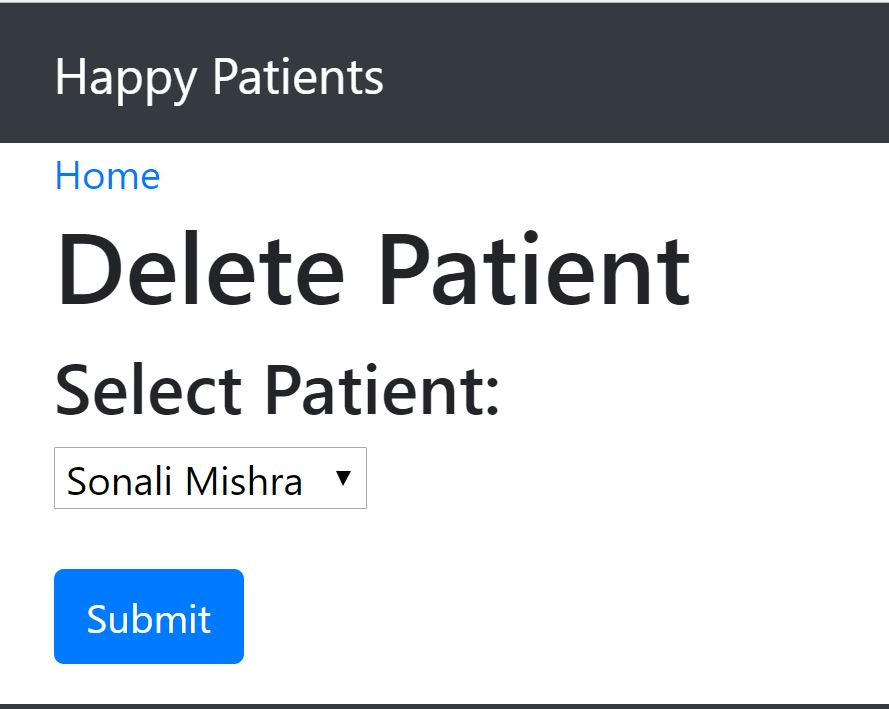 Happy Patients
Home
Delete Patient
Select Patient:
Sonali Mishra
Submit